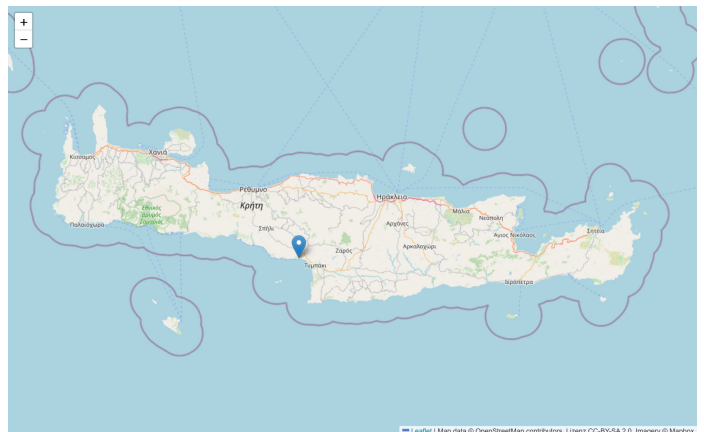 +
−
Κίσσαμος
Χανιά
Ρέθυμνο
Κρήτη
Ηράκλειο
Εθνικός
Δρυμός
Σαμαριάς
Παλαιόχωρα
Σπήλι
Αρχάνες
Μάλια
Νεάπολη
Άγιος Νικόλαος
Σητεία
Ζαρός
Αρκαλοχώρι
Τυμπάκι
Ιεράπετρα
Leaflet | Map data © OpenStreetMap contributors, Lizenz CC-BY-SA 2.0, Imagery © Mapbox